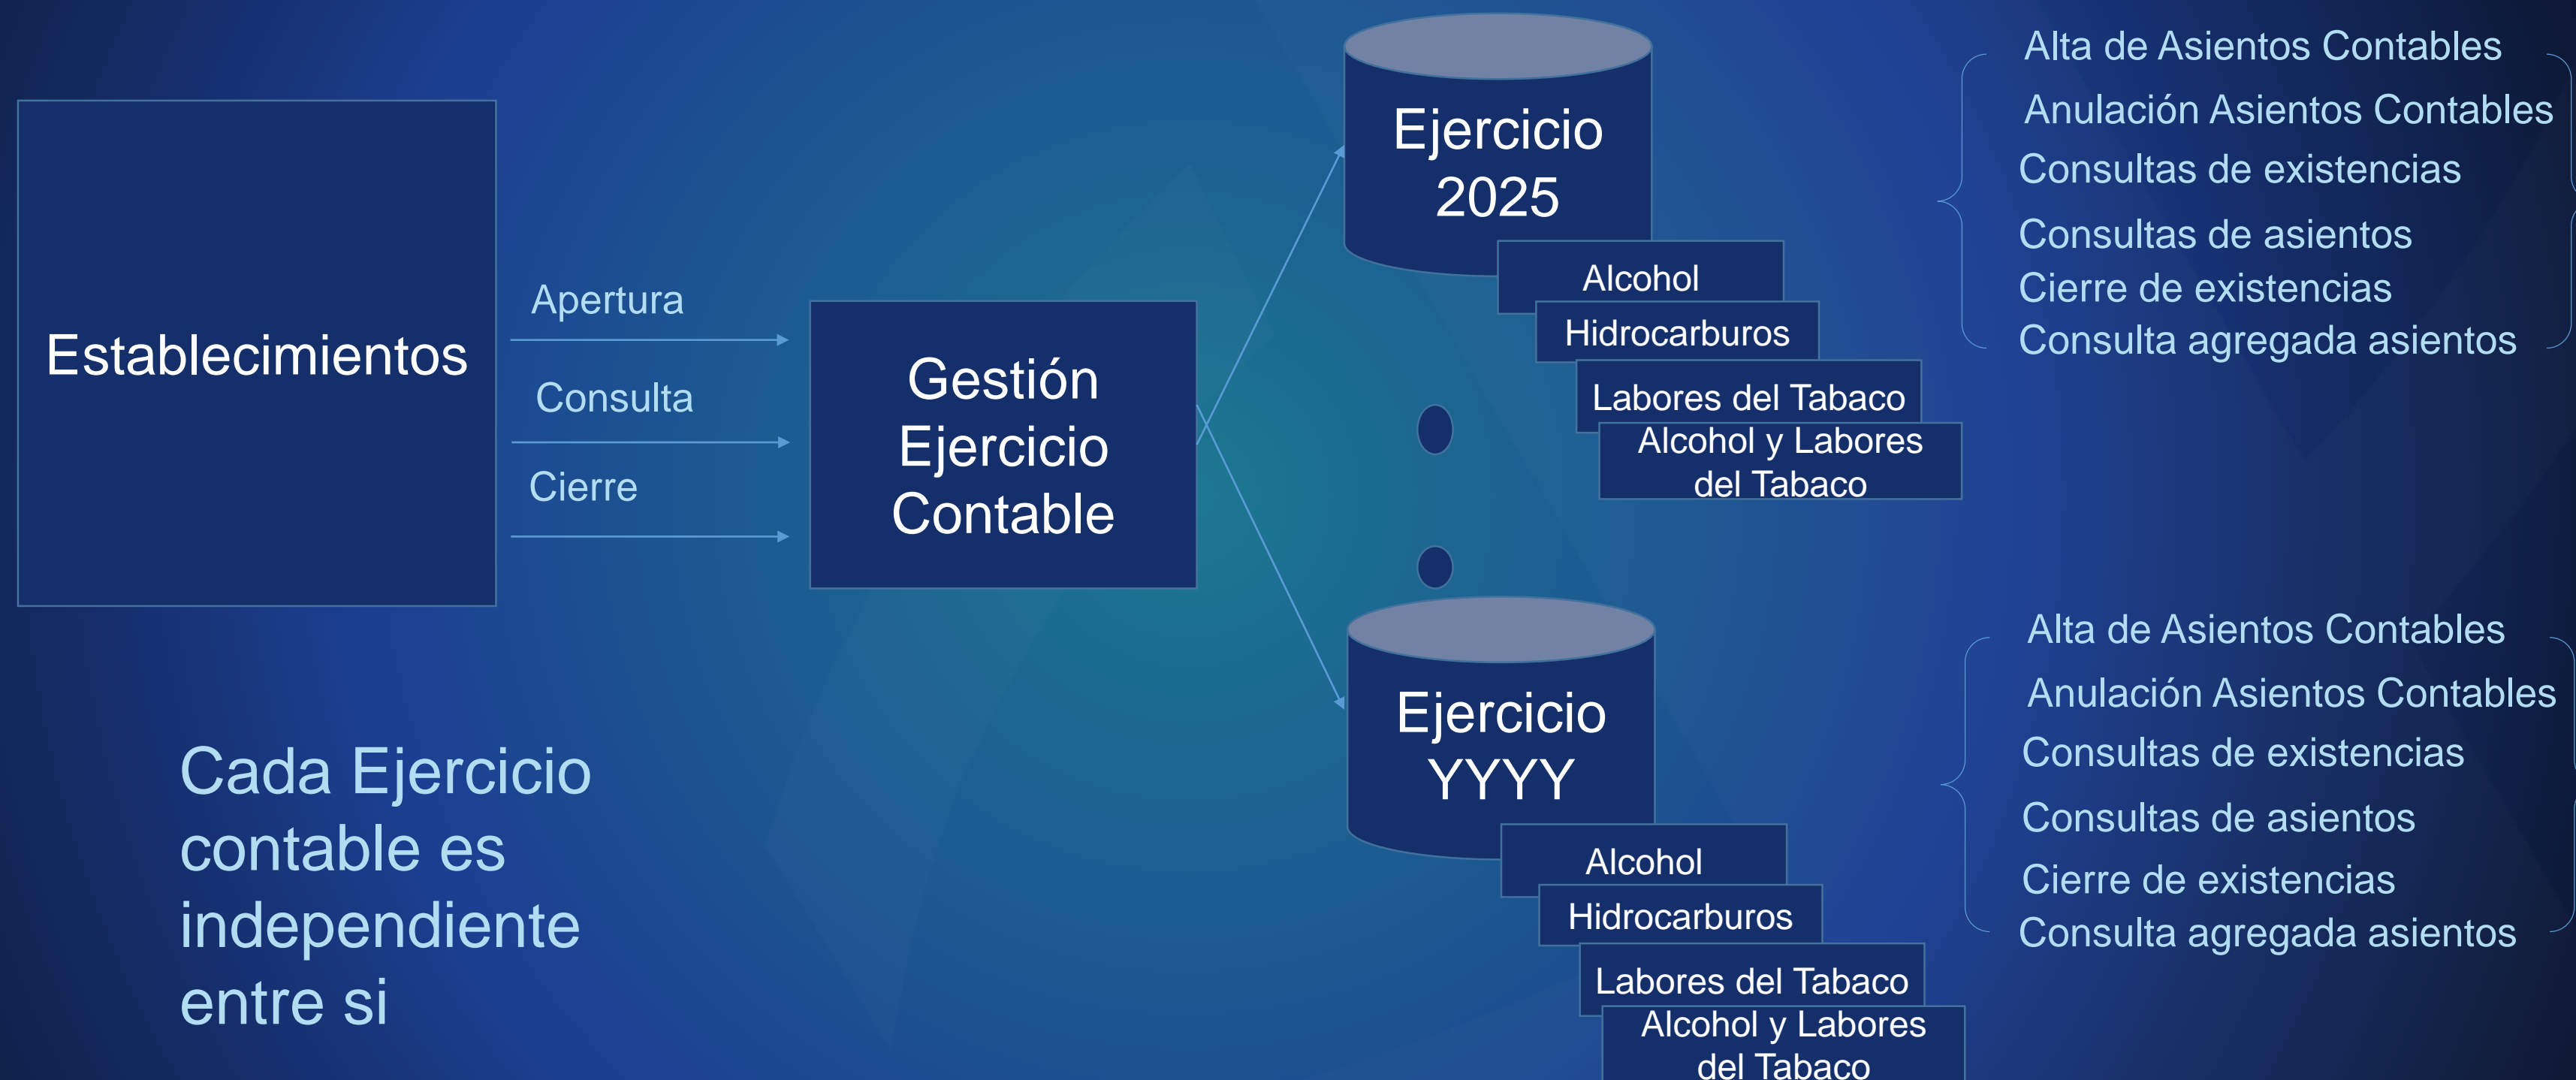 Establecimientos
Apertura
Consulta
Cierre
Gestión
Ejercicio
Contable
Ejercicio
2025
Alcohol
Hidrocarburos
Labores del Tabaco
Alcohol y Labores
del Tabaco
Alta de Asientos Contables
Anulación Asientos Contables
Consultas de existencias
Consultas de asientos
Cierre de existencias
Consulta agregada asientos
Ejercicio
YYYY
Alcohol
Hidrocarburos
Labores del Tabaco
Alcohol y Labores
del Tabaco
Alta de Asientos Contables
Anulación Asientos Contables
Consultas de existencias
Consultas de asientos
Cierre de existencias
Consulta agregada asientos
Cada Ejercicio
contable es
independiente
entre si